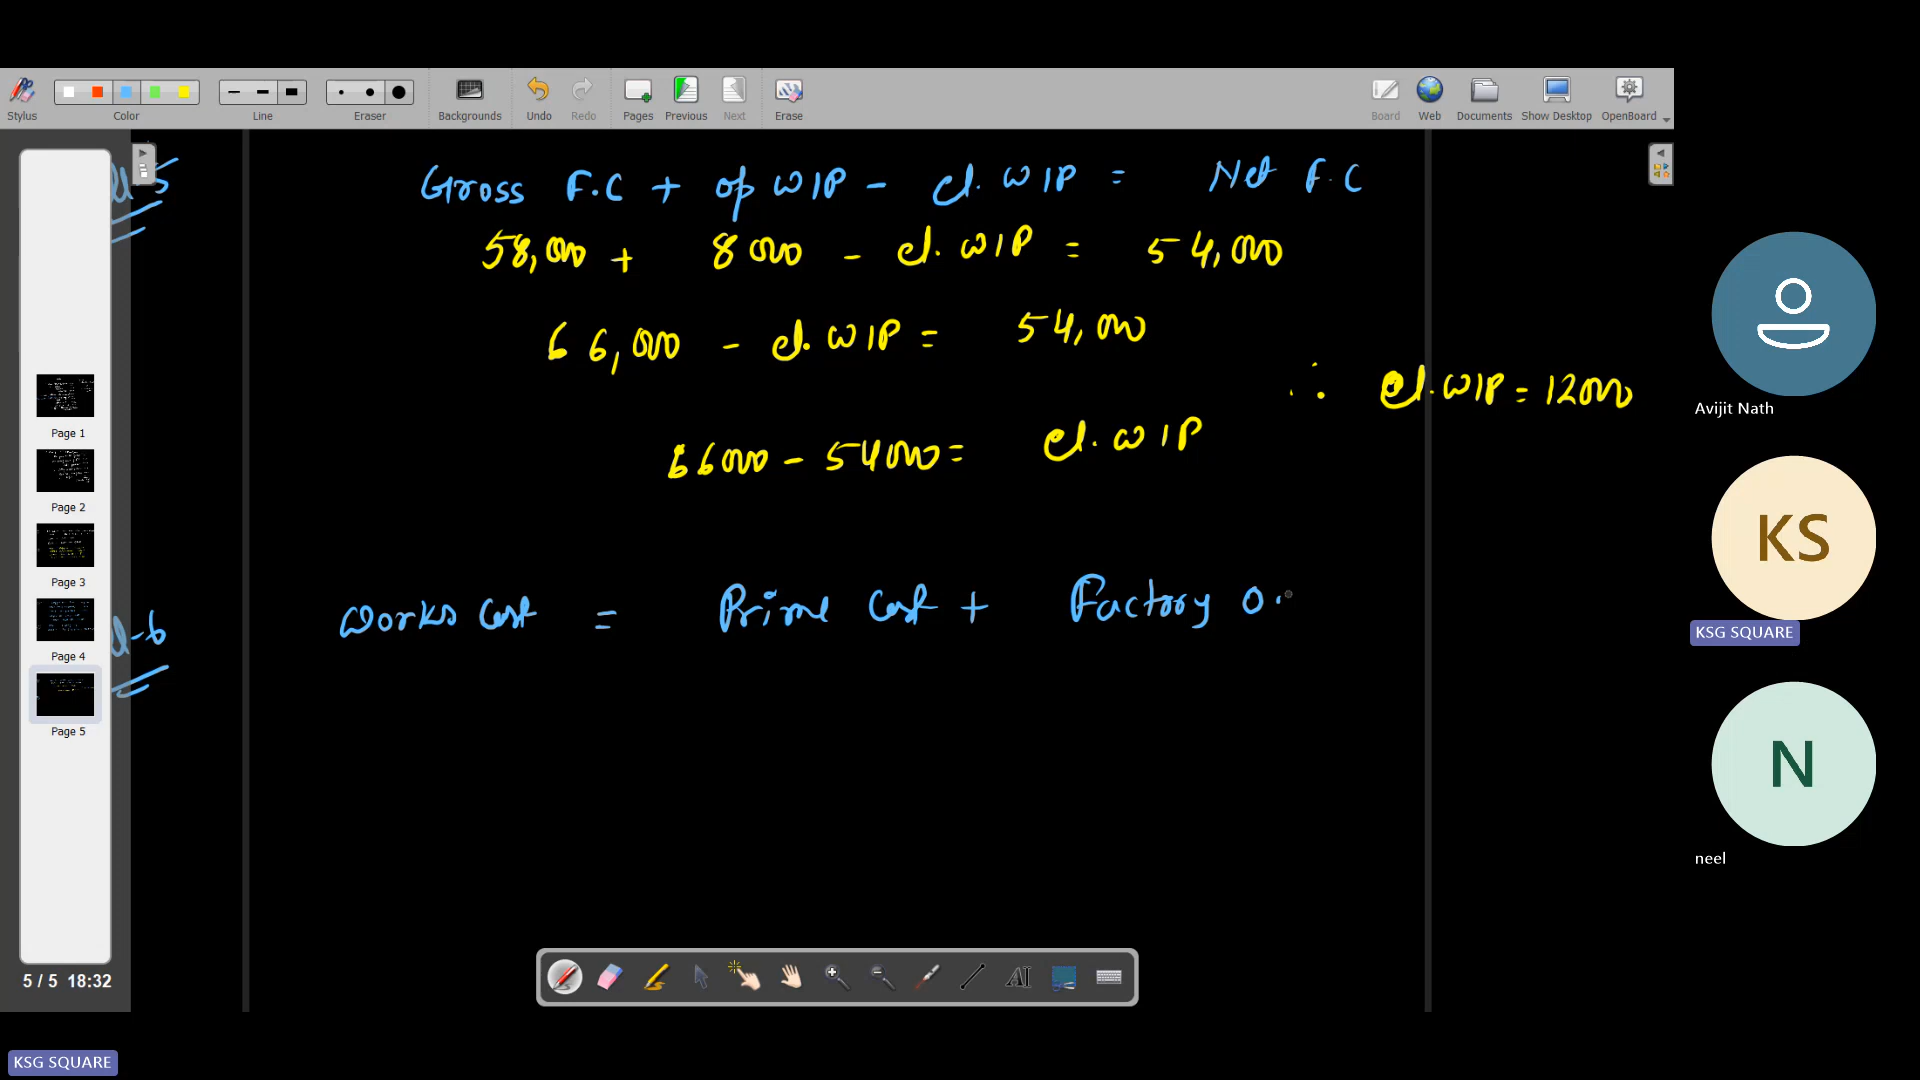 Stylus
Color
Line
Eraser
Backgrounds
Undo
Redo
Pages
Previous
Next
Erase
Board
Web
Documents
Show Desktop
OpenBoard
Gross F.C + op WIP - cl. WIP = Net F.C
58,000 + 8000 - cl. WIP = 54,000
66,000 - cl. WIP = 54,000
∴ cl. WIP = 12000
66000 - 54000 = cl. WIP
Works Cost = Prime Cost + Factory O.
Page 1
Page 2
Page 3
Page 4
Page 5
5 / 5 18:32
Avijit Nath
KS
KSG SQUARE
N
neel
AI
KSG SQUARE